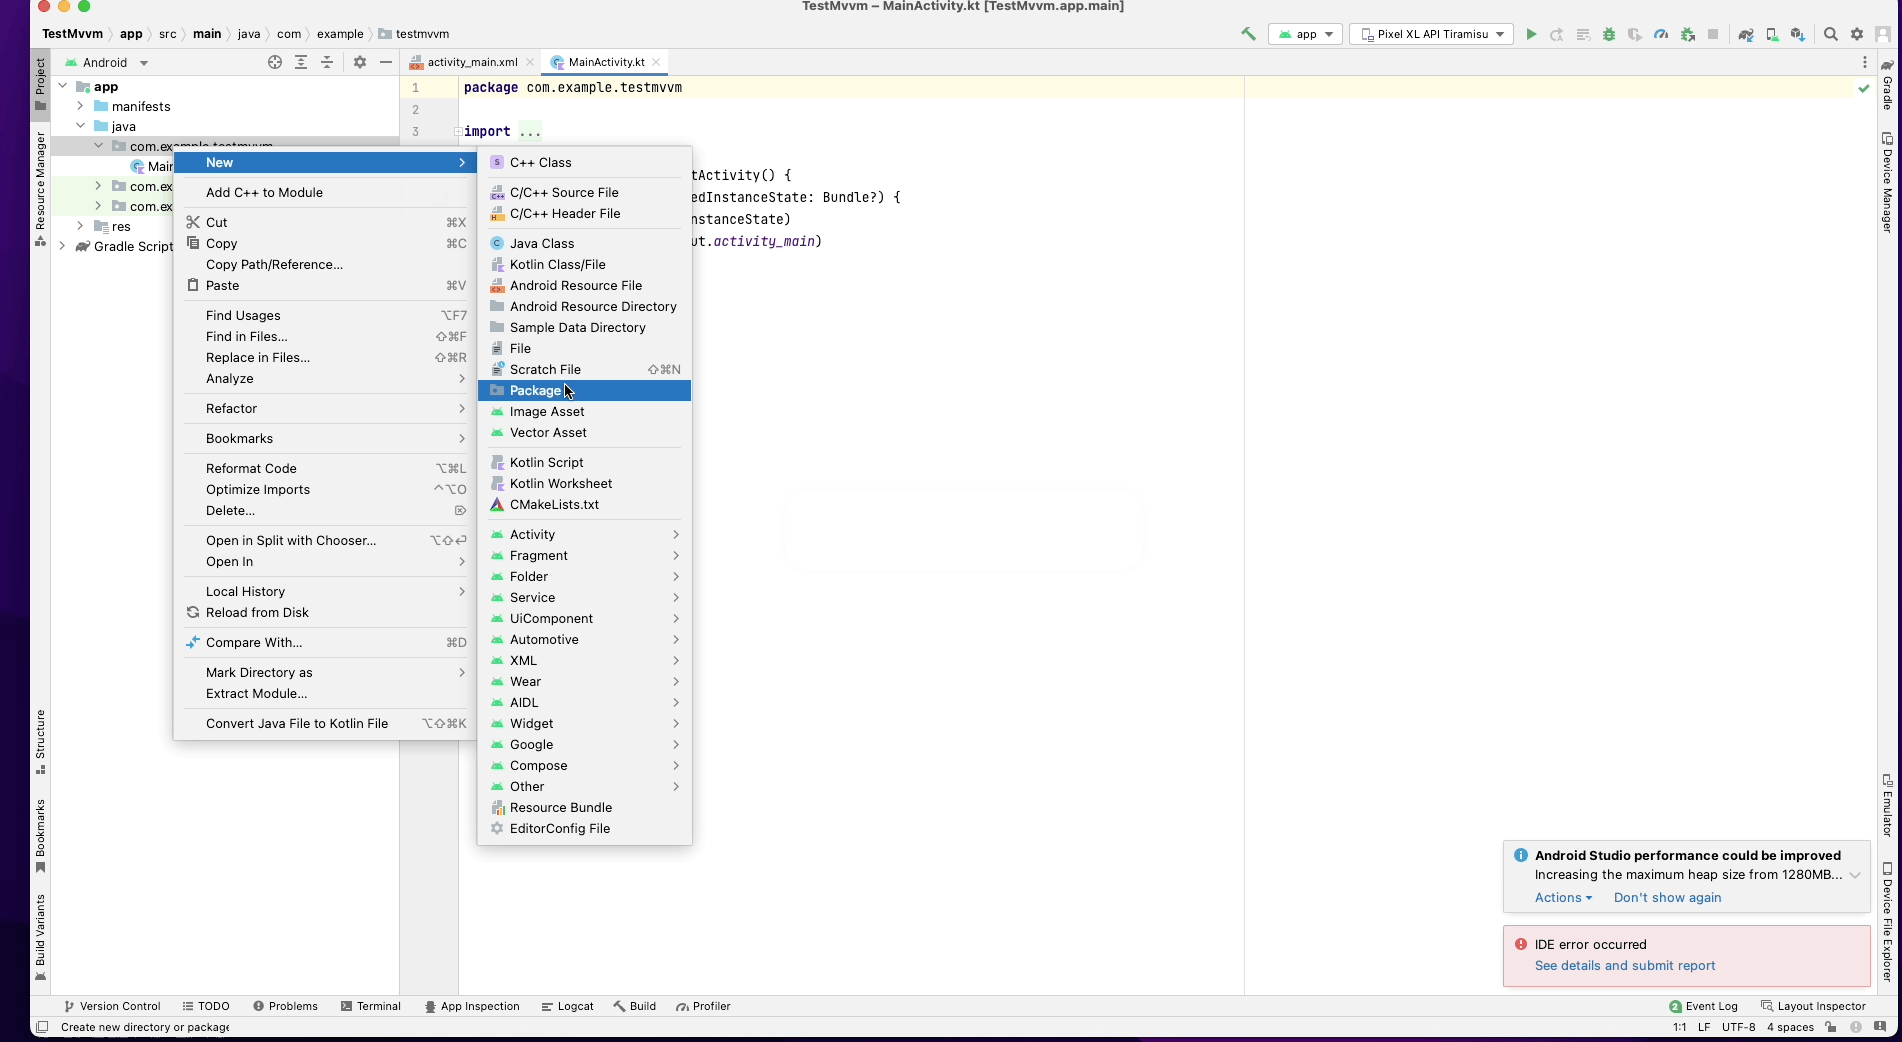 TestMvvm – MainActivity.kt [TestMvvm.app.main]
TestMvvm
app
src
main
java
com
example
testmvvm
app
Pixel XL API Tiramisu
Android
activity_main.xml
MainActivity.kt
Project
Resource Manager
Structure
Bookmarks
Build Variants
app
manifests
java
com.example.testmvvm
Main
com.ex
com.ex
res
Gradle Script
1 package com.example.testmvvm
2
3 import ...
tActivity() {
edInstanceState: Bundle?) {
nstanceState)
ut.activity_main)
New
Add C++ to Module
Cut ⌘X
Copy ⌘C
Copy Path/Reference...
Paste ⌘V
Find Usages ⌥F7
Find in Files... ⇧⌘F
Replace in Files... ⇧⌘R
Analyze
Refactor
Bookmarks
Reformat Code ⌥⌘L
Optimize Imports ^⌥O
Delete... ⌦
Open in Split with Chooser... ⌥⇧⏎
Open In
Local History
Reload from Disk
Compare With... ⌘D
Mark Directory as
Extract Module...
Convert Java File to Kotlin File ⌥⇧⌘K
C++ Class
C/C++ Source File
C/C++ Header File
Java Class
Kotlin Class/File
Android Resource File
Android Resource Directory
Sample Data Directory
File
Scratch File ⇧⌘N
Package
Image Asset
Vector Asset
Kotlin Script
Kotlin Worksheet
CMakeLists.txt
Activity
Fragment
Folder
Service
UiComponent
Automotive
XML
Wear
AIDL
Widget
Google
Compose
Other
Resource Bundle
EditorConfig File
Gradle
Device Manager
Emulator
Device File Explorer
Android Studio performance could be improved
Increasing the maximum heap size from 1280MB...
Actions
Don't show again
IDE error occurred
See details and submit report
Version Control
TODO
Problems
Terminal
App Inspection
Logcat
Build
Profiler
2 Event Log
Layout Inspector
Create new directory or package
1:1 LF UTF-8 4 spaces